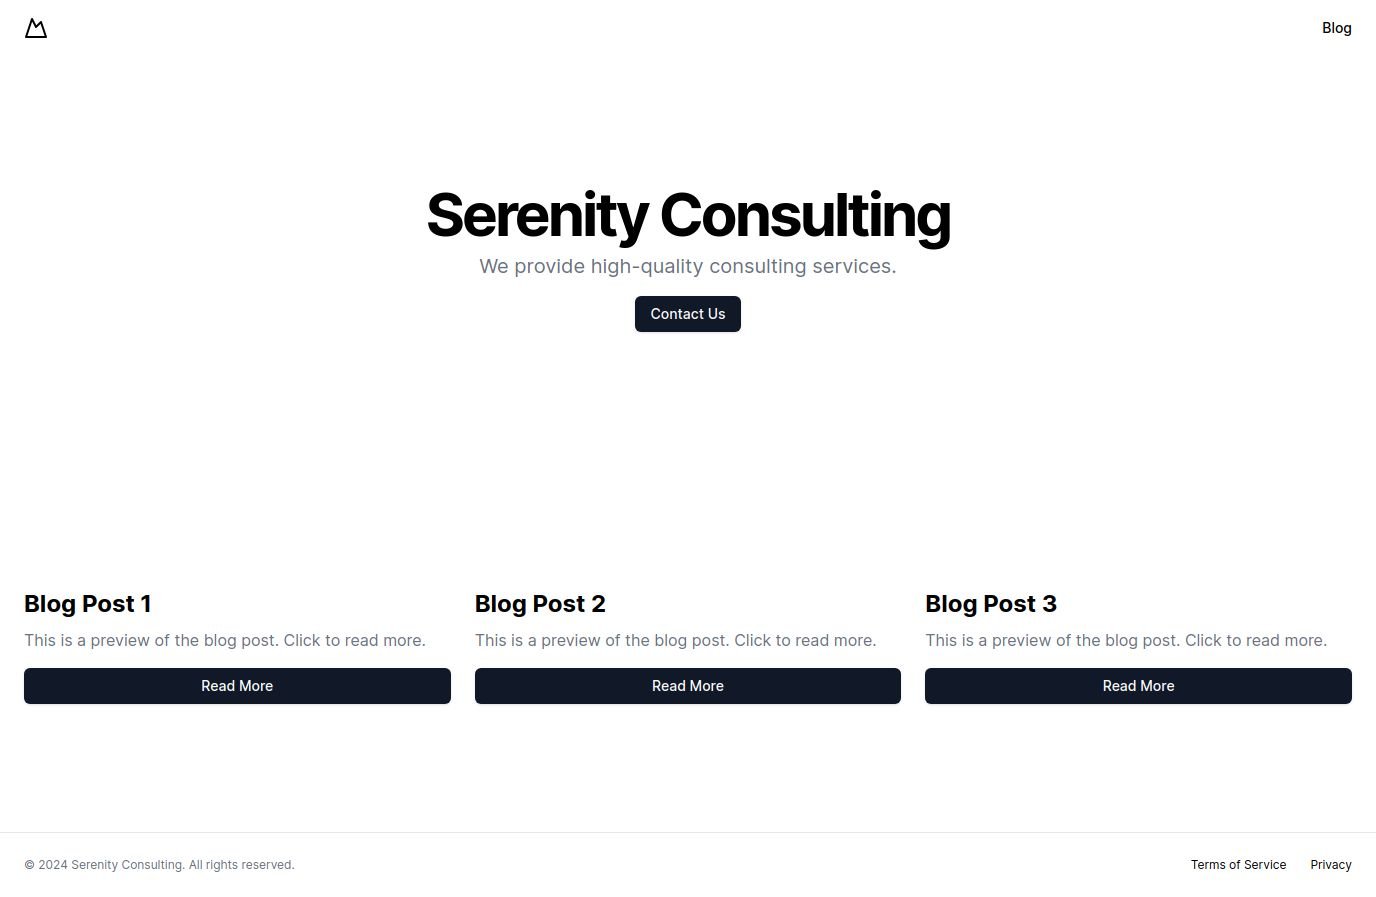 Blog
Serenity Consulting
We provide high-quality consulting services.
Contact Us
Blog Post 1
This is a preview of the blog post. Click to read more.
Read More
Blog Post 2
This is a preview of the blog post. Click to read more.
Read More
Blog Post 3
This is a preview of the blog post. Click to read more.
Read More
© 2024 Serenity Consulting. All rights reserved.
Terms of Service
Privacy